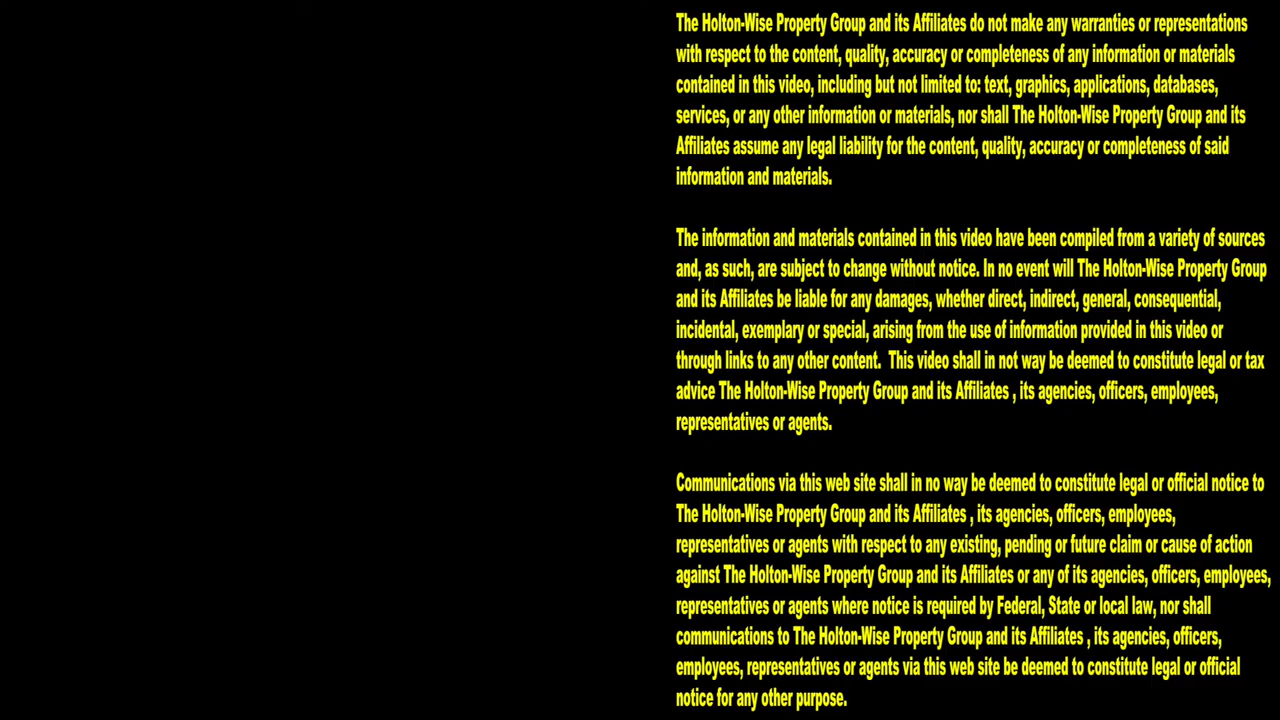 The Holton-Wise Property Group and its Affiliates do not make any warranties or representations
with respect to the content, quality, accuracy or completeness of any information or materials
contained in this video, including but not limited to: text, graphics, applications, databases,
services, or any other information or materials, nor shall The Holton-Wise Property Group and its
Affiliates assume any legal liability for the content, quality, accuracy or completeness of said
information and materials.
The information and materials contained in this video have been compiled from a variety of sources
and, as such, are subject to change without notice. In no event will The Holton-Wise Property Group
and its Affiliates be liable for any damages, whether direct, indirect, general, consequential,
incidental, exemplary or special, arising from the use of information provided in this video or
through links to any other content.  This video shall in not way be deemed to constitute legal or tax
advice The Holton-Wise Property Group and its Affiliates , its agencies, officers, employees,
representatives or agents.
Communications via this web site shall in no way be deemed to constitute legal or official notice to
The Holton-Wise Property Group and its Affiliates , its agencies, officers, employees,
representatives or agents with respect to any existing, pending or future claim or cause of action
against The Holton-Wise Property Group and its Affiliates or any of its agencies, officers, employees,
representatives or agents where notice is required by Federal, State or local law, nor shall
communications to The Holton-Wise Property Group and its Affiliates , its agencies, officers,
employees, representatives or agents via this web site be deemed to constitute legal or official
notice for any other purpose.